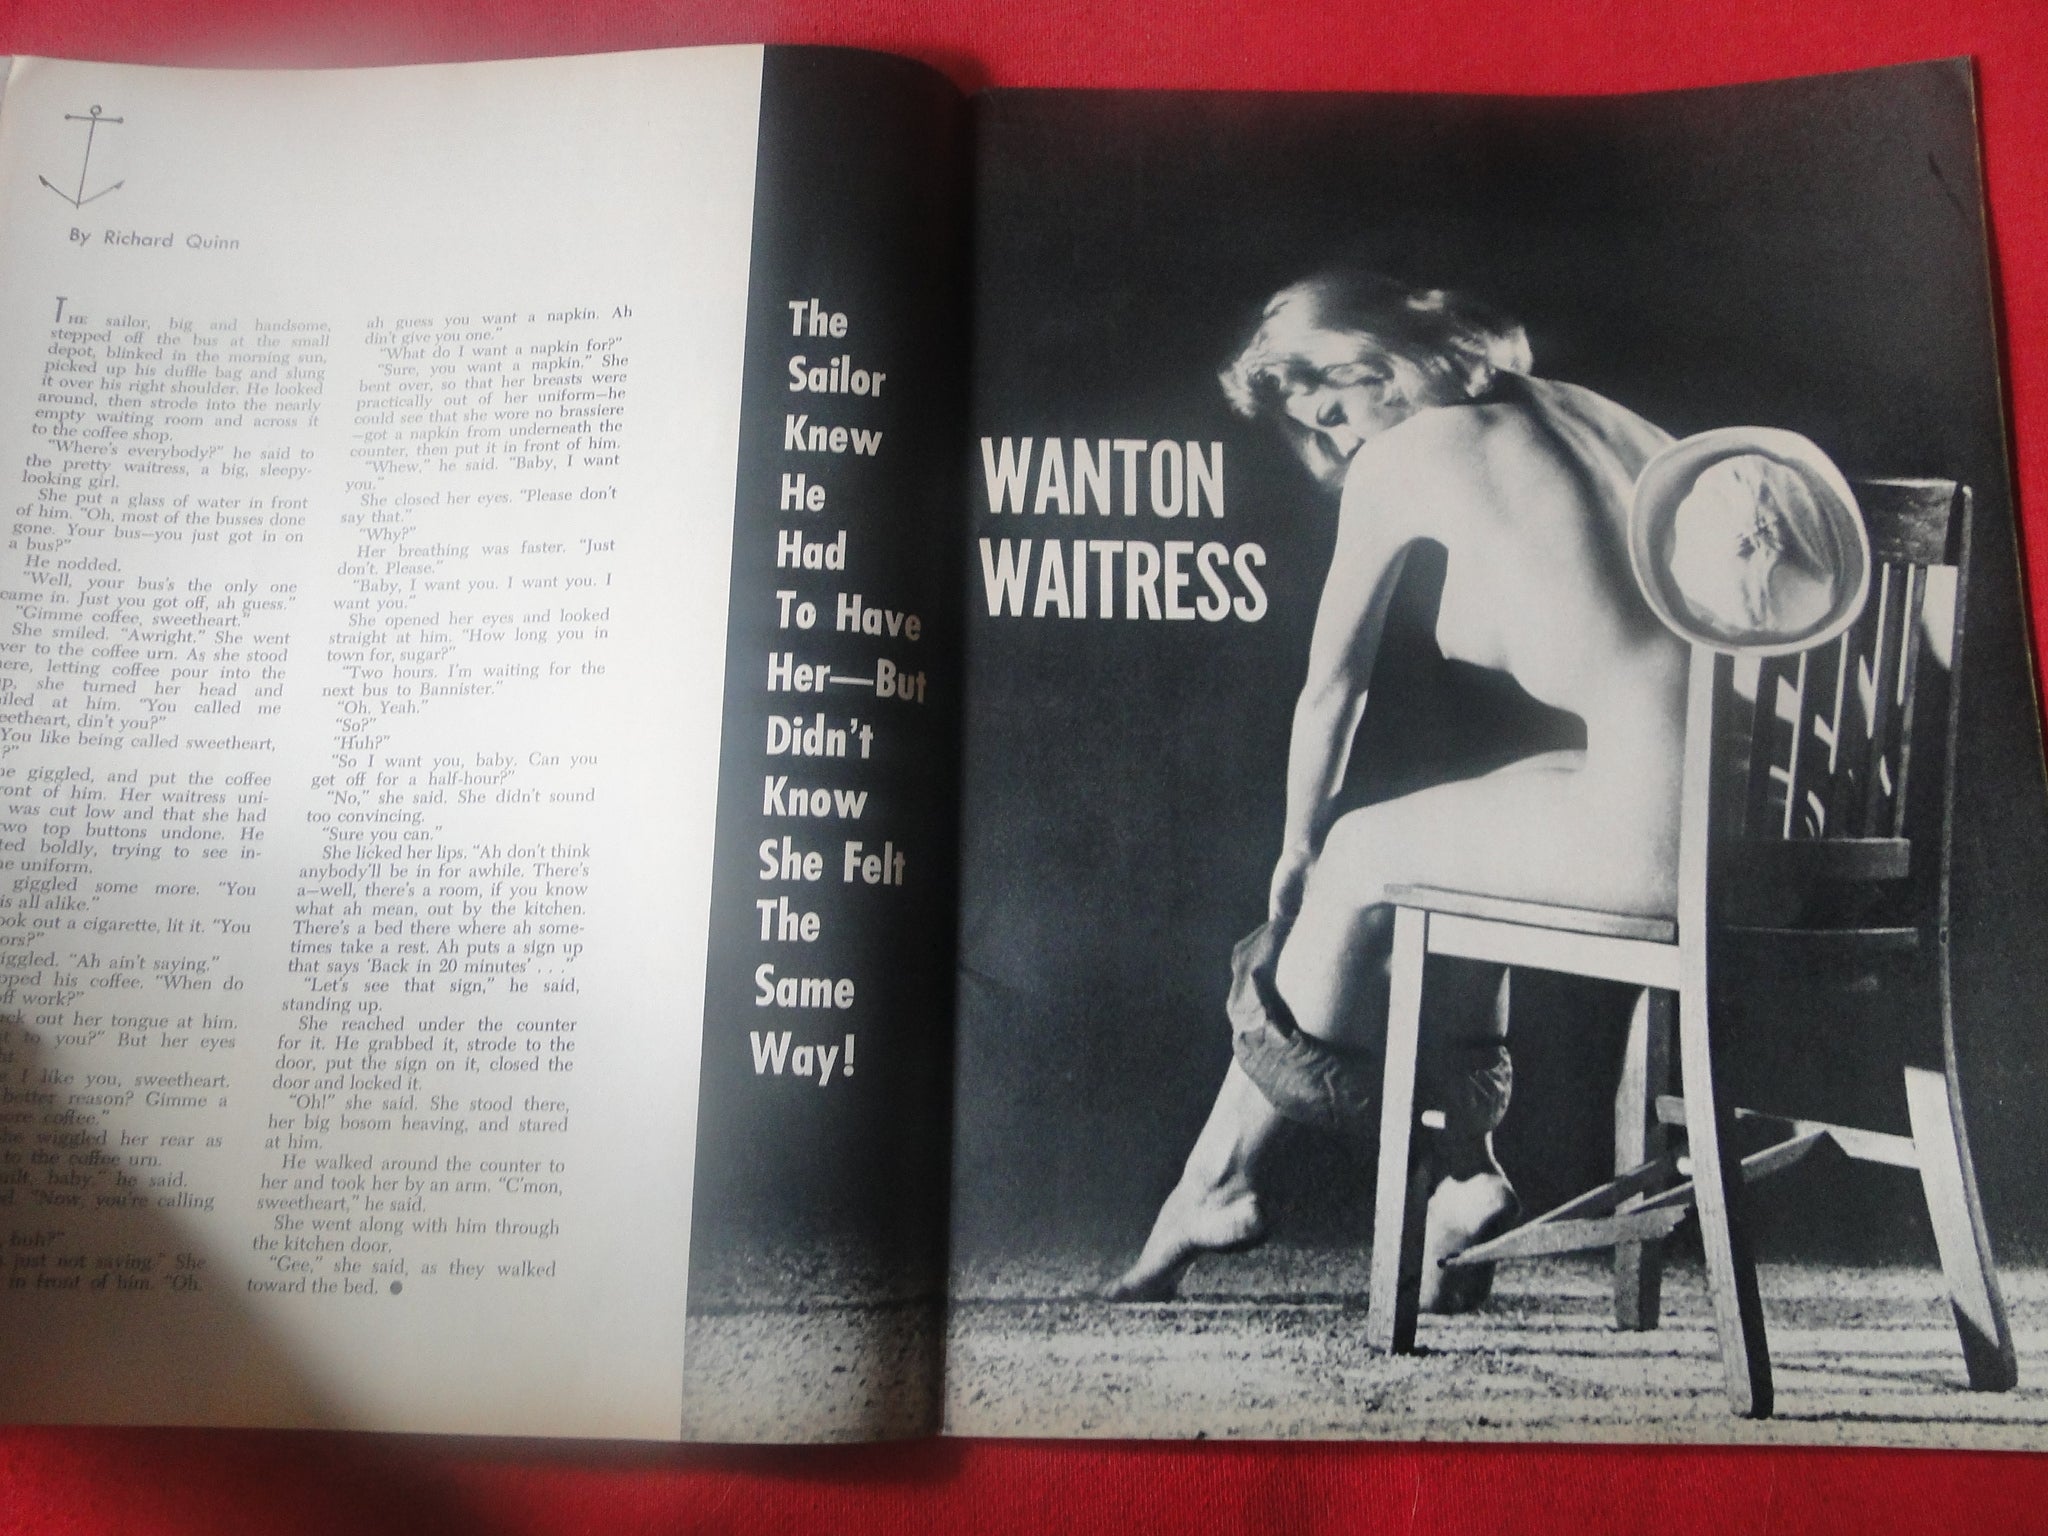 By Richard Quinn
THE sailor, big and handsome,
stepped off the bus at the small
depot, blinked in the morning sun,
picked up his duffle bag and slung
it over his right shoulder. He looked
around, then strode into the nearly
empty waiting room and across it
to the coffee shop.
"Where's everybody?" he said to
the pretty waitress, a big, sleepy-
looking girl.
She put a glass of water in front
of him. "Oh, most of the busses done
gone. Your bus—you just got in on
a bus?"
He nodded.
"Well, your bus's the only one
came in. Just you got off, ah guess."
"Gimme coffee, sweetheart."
She smiled. "Awright." She went
to the coffee urn. As she stood
letting coffee pour into the
she turned her head and
at him. "You called me
din't you?"
You like being called sweetheart,
giggled, and put the coffee
of him. Her waitress uni-
was cut low and that she had
top buttons undone. He
boldly, trying to see in-
uniform.
giggled some more. "You
is all alike."
out a cigarette, lit it. "You
"Ah ain't saying."
his coffee. "When do
work?"
out her tongue at him.
to you?" But her eyes
I like you, sweetheart.
better reason? Gimme a
coffee."
wiggled her rear as
to the coffee urn.
baby," he said.
"Now, you're calling
huh?"
just not saying." She
in front of him. "Oh,
ah guess you want a napkin. Ah
din't give you one."
"What do I want a napkin for?"
"Sure, you want a napkin." She
bent over, so that her breasts were
practically out of her uniform—he
could see that she wore no brassiere
—got a napkin from underneath the
counter, then put it in front of him.
"Whew," he said. "Baby, I want
you."
She closed her eyes. "Please don't
say that."
"Why?"
Her breathing was faster. "Just
don't. Please."
"Baby, I want you. I want you. I
want you."
She opened her eyes and looked
straight at him. "How long you in
town for, sugar?"
"Two hours. I'm waiting for the
next bus to Bannister."
"Oh. Yeah."
"So?"
"Huh?"
"So I want you, baby. Can you
get off for a half-hour?"
"No," she said. She didn't sound
too convincing.
"Sure you can."
She licked her lips. "Ah don't think
anybody'll be in for awhile. There's
a—well, there's a room, if you know
what ah mean, out by the kitchen.
There's a bed there where ah some-
times take a rest. Ah puts a sign up
that says 'Back in 20 minutes' . . ."
"Let's see that sign," he said,
standing up.
She reached under the counter
for it. He grabbed it, strode to the
door, put the sign on it, closed the
door and locked it.
"Oh!" she said. She stood there,
her big bosom heaving, and stared
at him.
He walked around the counter to
her and took her by an arm. "C'mon,
sweetheart," he said.
She went along with him through
the kitchen door.
"Gee," she said, as they walked
toward the bed. ●
The
Sailor
Knew
He
Had
To Have
Her—But
Didn't
Know
She Felt
The
Same
Way!
WANTON
WAITRESS